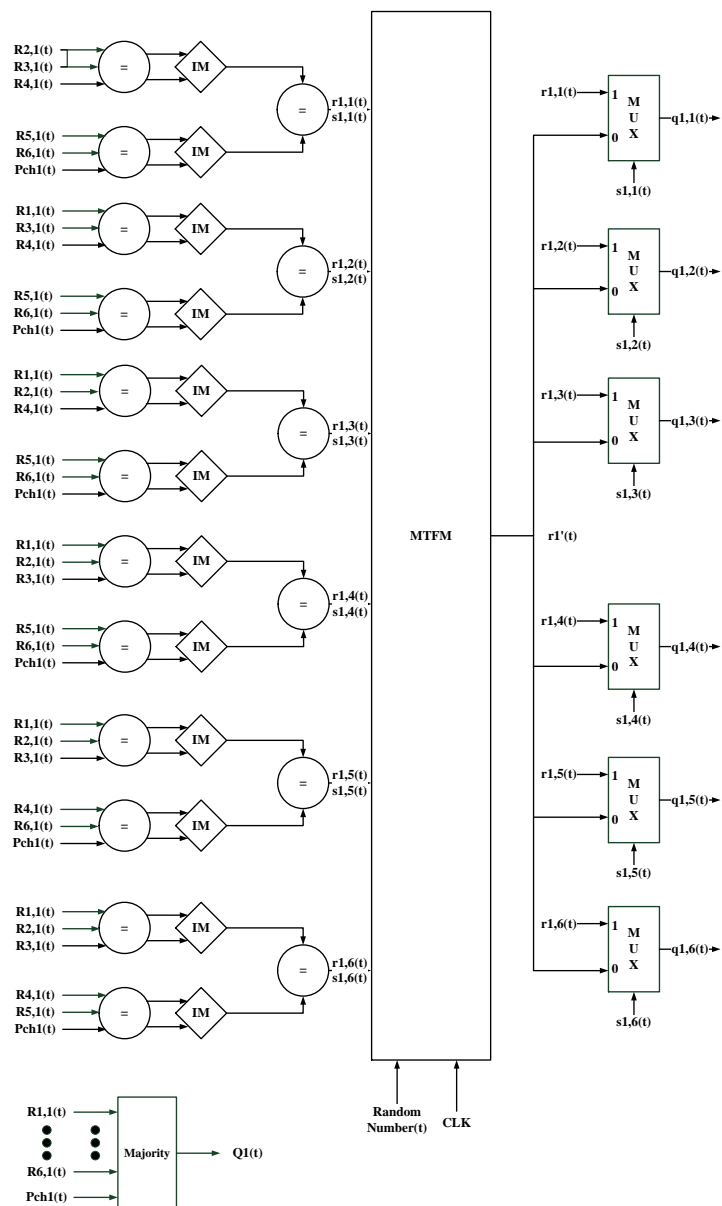 R2,1(t)
R3,1(t)
R4,1(t)
=
IM
R5,1(t)
R6,1(t)
Pch1(t)
=
IM
=
r1,1(t)
s1,1(t)
R1,1(t)
R3,1(t)
R4,1(t)
=
IM
R5,1(t)
R6,1(t)
Pch1(t)
=
IM
=
r1,2(t)
s1,2(t)
R1,1(t)
R2,1(t)
R4,1(t)
=
IM
R5,1(t)
R6,1(t)
Pch1(t)
=
IM
=
r1,3(t)
s1,3(t)
R1,1(t)
R2,1(t)
R3,1(t)
=
IM
R5,1(t)
R6,1(t)
Pch1(t)
=
IM
=
r1,4(t)
s1,4(t)
R1,1(t)
R2,1(t)
R3,1(t)
=
IM
R4,1(t)
R6,1(t)
Pch1(t)
=
IM
=
r1,5(t)
s1,5(t)
R1,1(t)
R2,1(t)
R3,1(t)
=
IM
R4,1(t)
R5,1(t)
Pch1(t)
=
IM
=
r1,6(t)
s1,6(t)
MTFM
Random
Number(t)
CLK
r1'(t)
r1,1(t)
1
0
M
U
X
q1,1(t)
s1,1(t)
r1,2(t)
1
0
M
U
X
q1,2(t)
s1,2(t)
r1,3(t)
1
0
M
U
X
q1,3(t)
s1,3(t)
r1,4(t)
1
0
M
U
X
q1,4(t)
s1,4(t)
r1,5(t)
1
0
M
U
X
q1,5(t)
s1,5(t)
r1,6(t)
1
0
M
U
X
q1,6(t)
s1,6(t)
R1,1(t)
R6,1(t)
Pch1(t)
Majority
Q1(t)